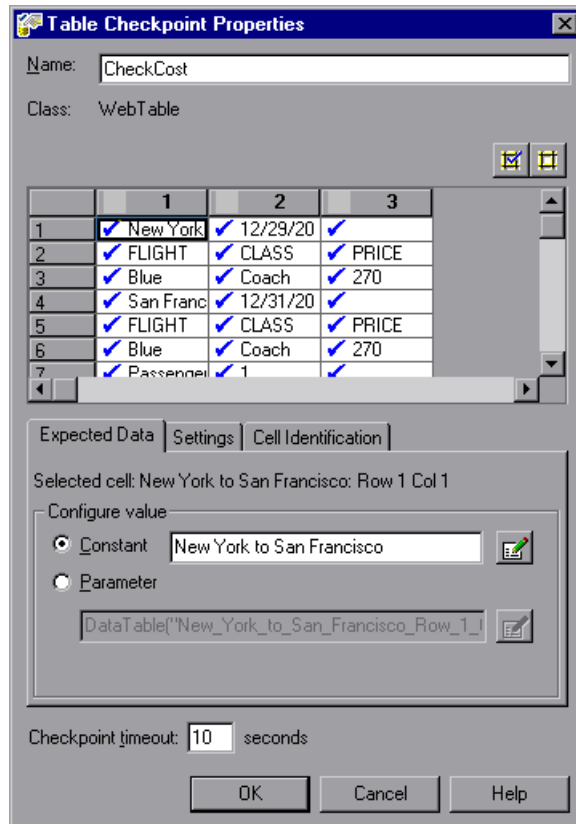 Table Checkpoint Properties
Name: CheckCost
Class: WebTable
1 2 3
1 New York 12/29/20
2 FLIGHT CLASS PRICE
3 Blue Coach 270
4 San Franc 12/31/20
5 FLIGHT CLASS PRICE
6 Blue Coach 270
7 Passenger 1
Expected Data Settings Cell Identification
Selected cell: New York to San Francisco: Row 1 Col 1
Configure value
Constant New York to San Francisco
Parameter
DataTable("New_York_to_San_Francisco_Row_1_
Checkpoint timeout: 10 seconds
OK Cancel Help